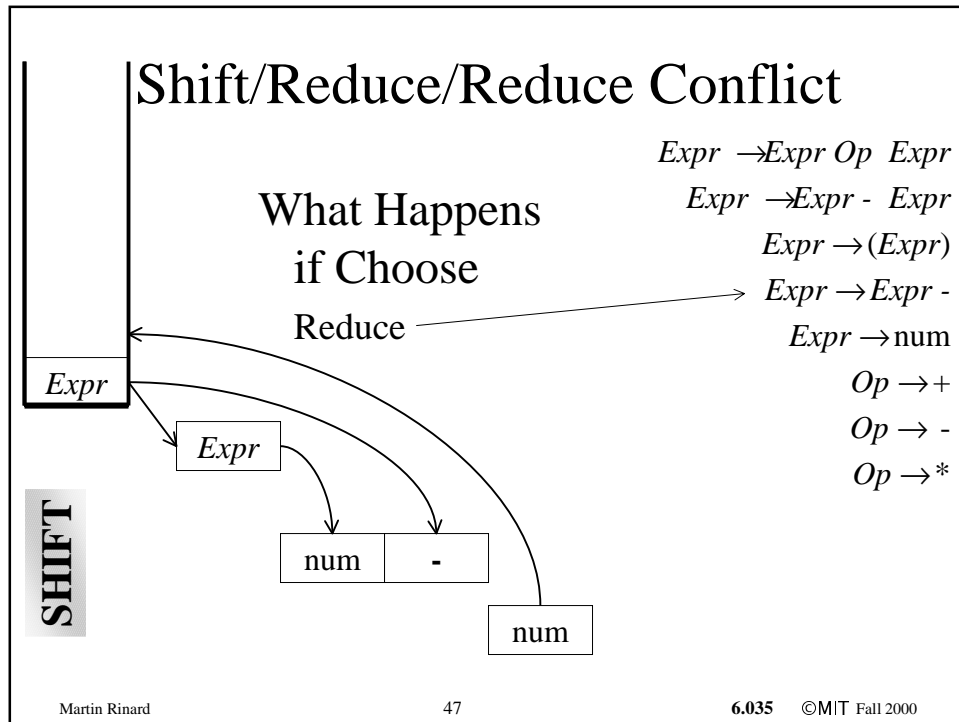 Shift/Reduce/Reduce Conflict
Expr → Expr Op Expr
Expr → Expr - Expr
Expr → (Expr)
Expr → Expr -
Expr → num
Op → +
Op → -
Op → *
What Happens
if Choose
Reduce
Expr
Expr
num -
num
SHIFT
Martin Rinard 47 6.035 ©MIT Fall 2000